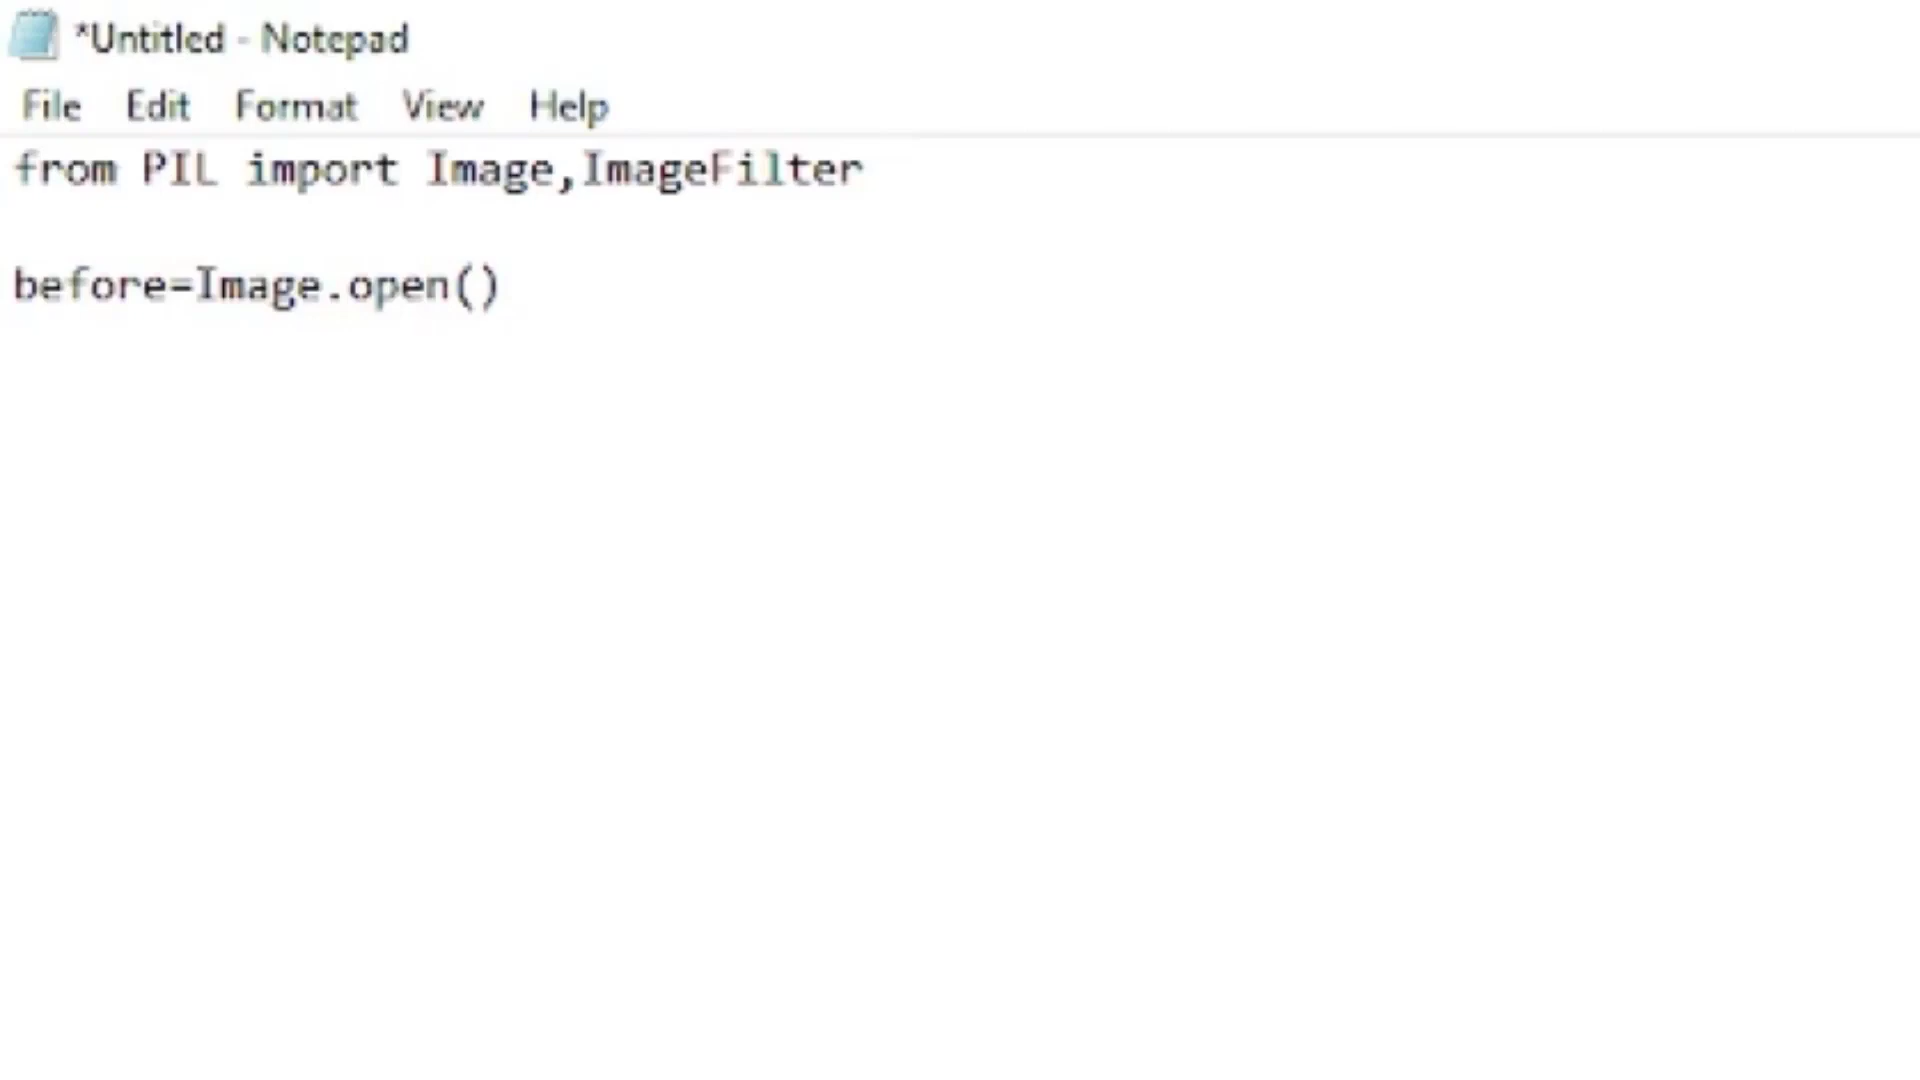 *Untitled - Notepad
File Edit Format View Help
from PIL import Image,ImageFilter
before=Image.open()